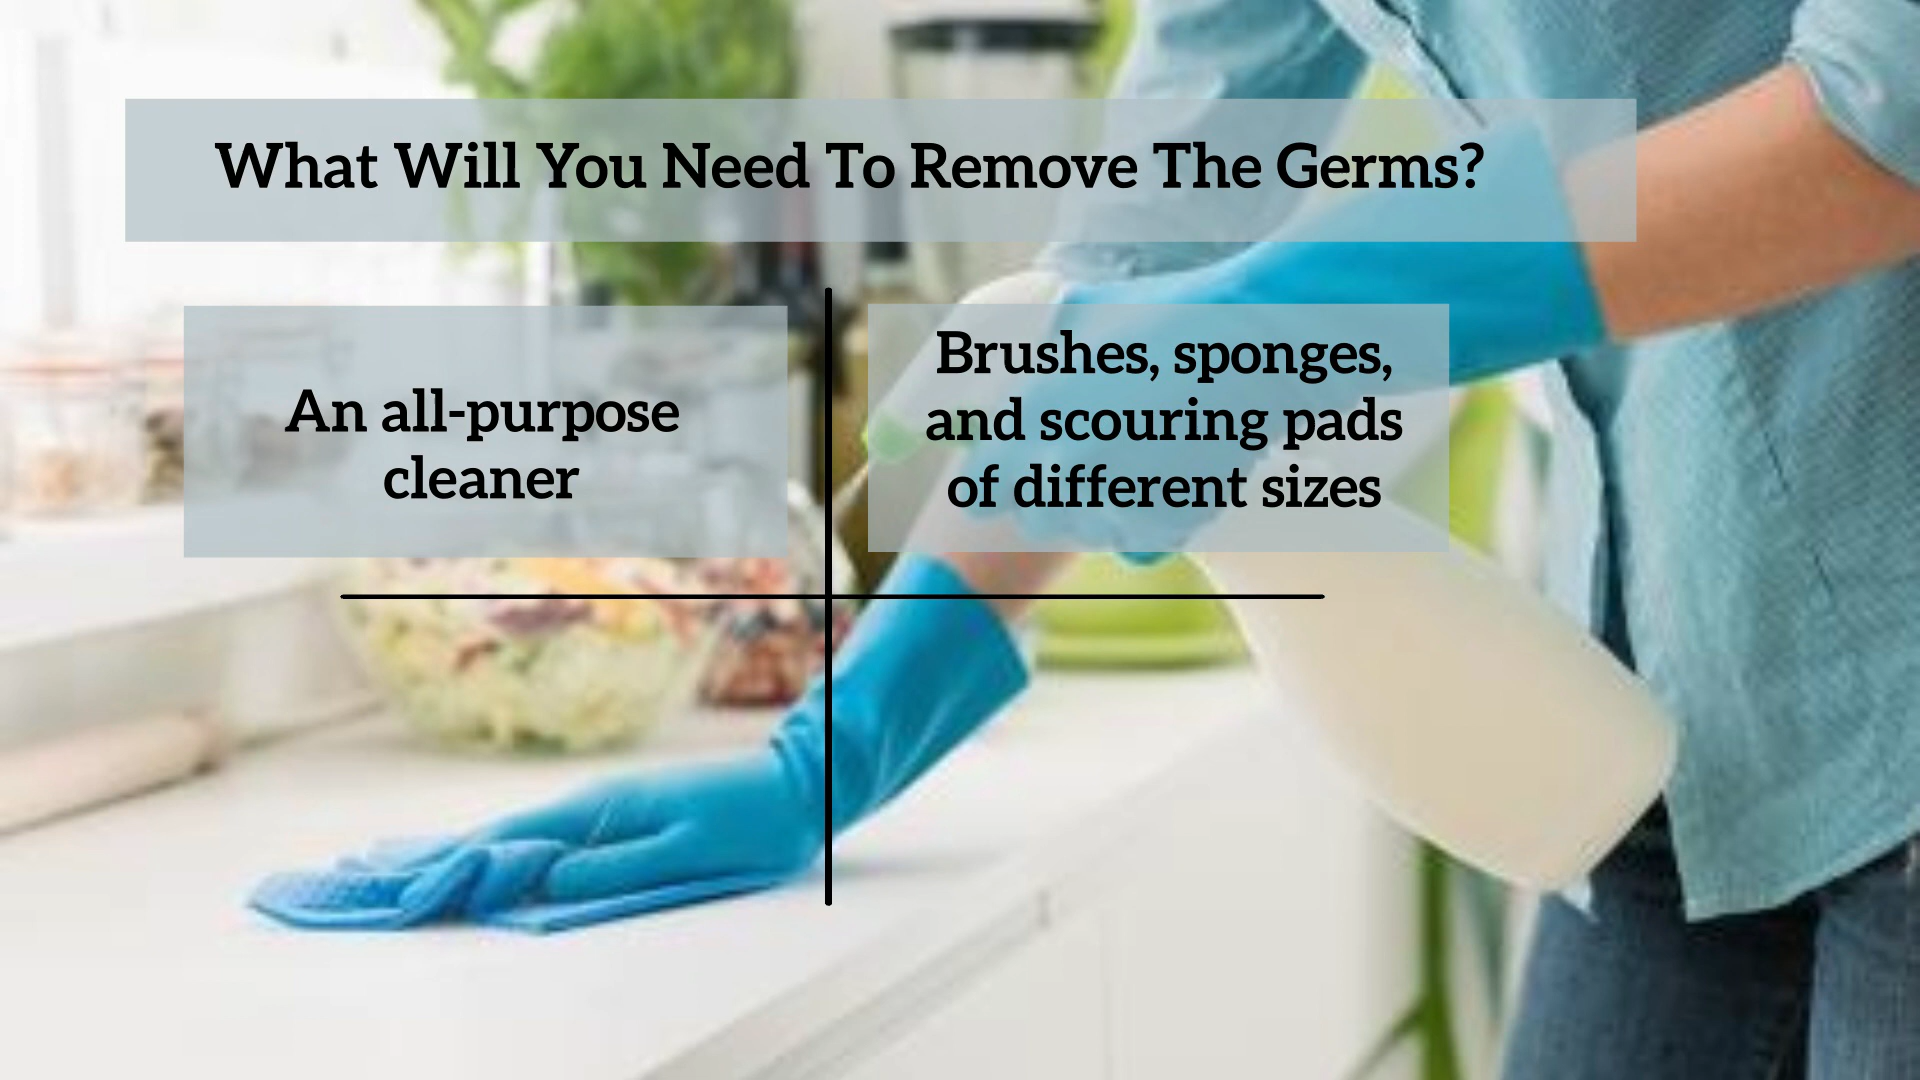 What Will You Need To Remove The Germs?
An all-purpose
cleaner
Brushes, sponges,
and scouring pads
of different sizes